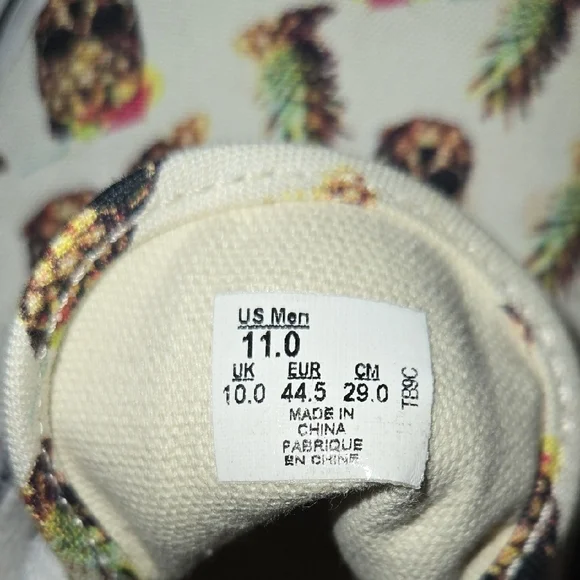 US Men
11.0
UK EUR CM
10.0 44.5 29.0
MADE IN
CHINA
FABRIQUE
EN CHINE
TB9C